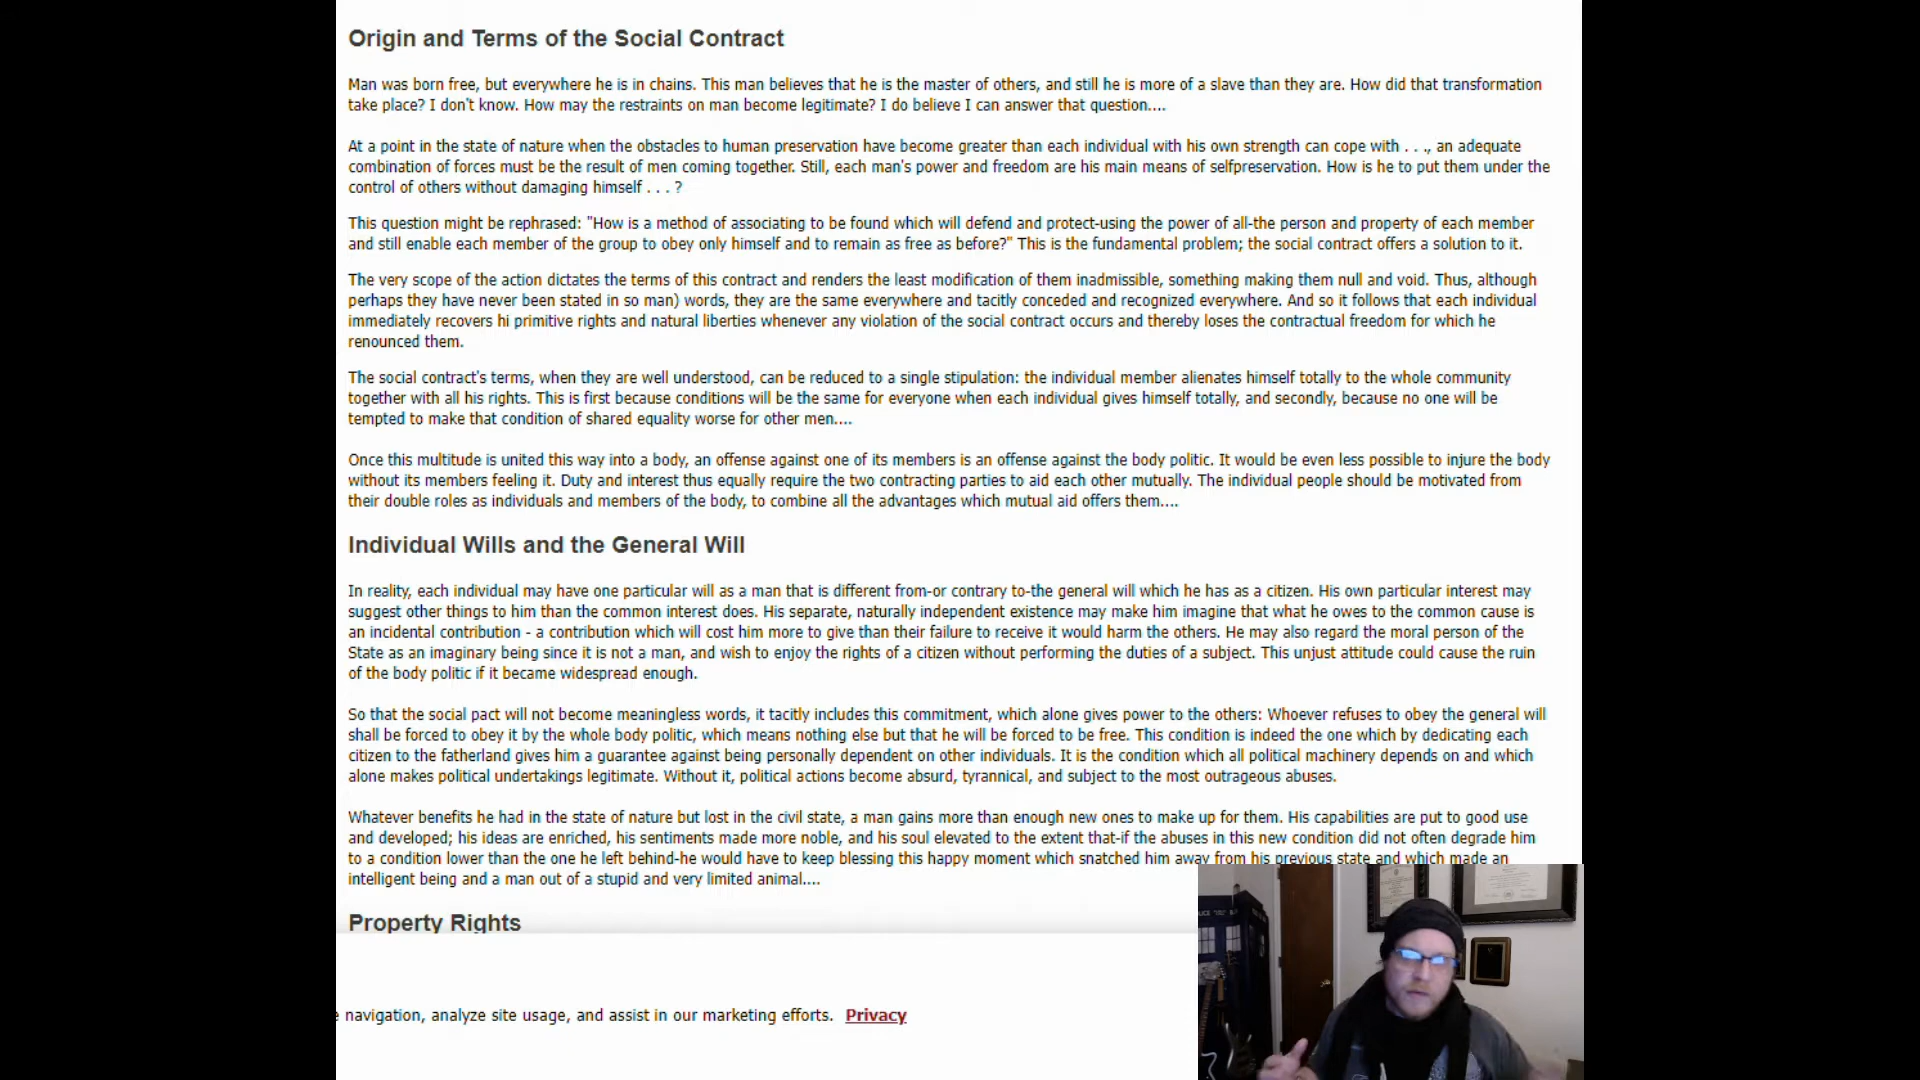 Origin and Terms of the Social Contract
Man was born free, but everywhere he is in chains. This man believes that he is the master of others, and still he is more of a slave than they are. How did that transformation
take place? I don't know. How may the restraints on man become legitimate? I do believe I can answer that question....
At a point in the state of nature when the obstacles to human preservation have become greater than each individual with his own strength can cope with . . ., an adequate
combination of forces must be the result of men coming together. Still, each man's power and freedom are his main means of selfpreservation. How is he to put them under the
control of others without damaging himself . . . ?
This question might be rephrased: "How is a method of associating to be found which will defend and protect-using the power of all-the person and property of each member
and still enable each member of the group to obey only himself and to remain as free as before?" This is the fundamental problem; the social contract offers a solution to it.
The very scope of the action dictates the terms of this contract and renders the least modification of them inadmissible, something making them null and void. Thus, although
perhaps they have never been stated in so man) words, they are the same everywhere and tacitly conceded and recognized everywhere. And so it follows that each individual
immediately recovers hi primitive rights and natural liberties whenever any violation of the social contract occurs and thereby loses the contractual freedom for which he
renounced them.
The social contract's terms, when they are well understood, can be reduced to a single stipulation: the individual member alienates himself totally to the whole community
together with all his rights. This is first because conditions will be the same for everyone when each individual gives himself totally, and secondly, because no one will be
tempted to make that condition of shared equality worse for other men....
Once this multitude is united this way into a body, an offense against one of its members is an offense against the body politic. It would be even less possible to injure the body
without its members feeling it. Duty and interest thus equally require the two contracting parties to aid each other mutually. The individual people should be motivated from
their double roles as individuals and members of the body, to combine all the advantages which mutual aid offers them....
Individual Wills and the General Will
In reality, each individual may have one particular will as a man that is different from-or contrary to-the general will which he has as a citizen. His own particular interest may
suggest other things to him than the common interest does. His separate, naturally independent existence may make him imagine that what he owes to the common cause is
an incidental contribution - a contribution which will cost him more to give than their failure to receive it would harm the others. He may also regard the moral person of the
State as an imaginary being since it is not a man, and wish to enjoy the rights of a citizen without performing the duties of a subject. This unjust attitude could cause the ruin
of the body politic if it became widespread enough.
So that the social pact will not become meaningless words, it tacitly includes this commitment, which alone gives power to the others: Whoever refuses to obey the general will
shall be forced to obey it by the whole body politic, which means nothing else but that he will be forced to be free. This condition is indeed the one which by dedicating each
citizen to the fatherland gives him a guarantee against being personally dependent on other individuals. It is the condition which all political machinery depends on and which
alone makes political undertakings legitimate. Without it, political actions become absurd, tyrannical, and subject to the most outrageous abuses.
Whatever benefits he had in the state of nature but lost in the civil state, a man gains more than enough new ones to make up for them. His capabilities are put to good use
and developed; his ideas are enriched, his sentiments made more noble, and his soul elevated to the extent that-if the abuses in this new condition did not often degrade him
to a condition lower than the one he left behind-he would have to keep blessing this happy moment which snatched him away from his previous state and which made an
intelligent being and a man out of a stupid and very limited animal....
Property Rights
navigation, analyze site usage, and assist in our marketing efforts. Privacy